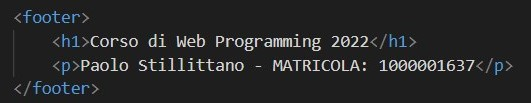 <footer>
<h1>Corso di Web Programming 2022</h1>
<p>Paolo Stillittano - MATRICOLA: 1000001637</p>
</footer>